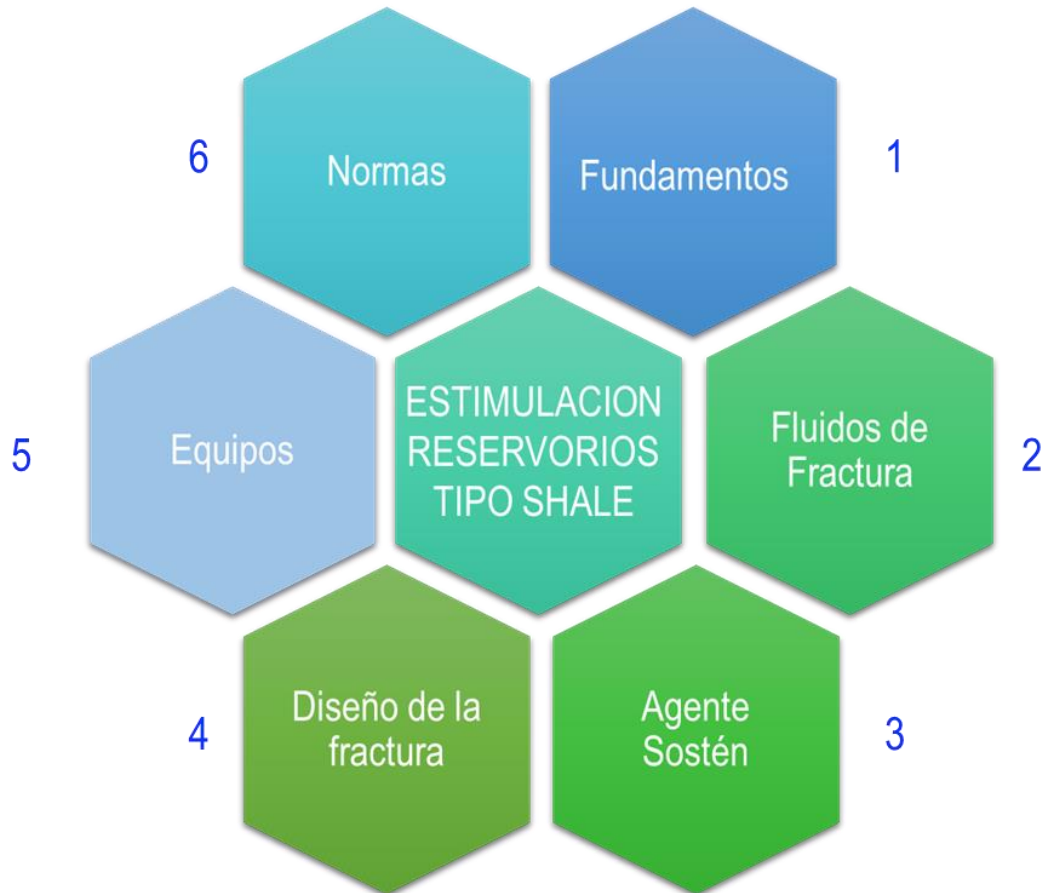 6
Normas
Fundamentos
1
5
Equipos
ESTIMULACION
RESERVORIOS
TIPO SHALE
Fluidos de
Fractura
2
4
Diseño de la
fractura
Agente
Sostén
3